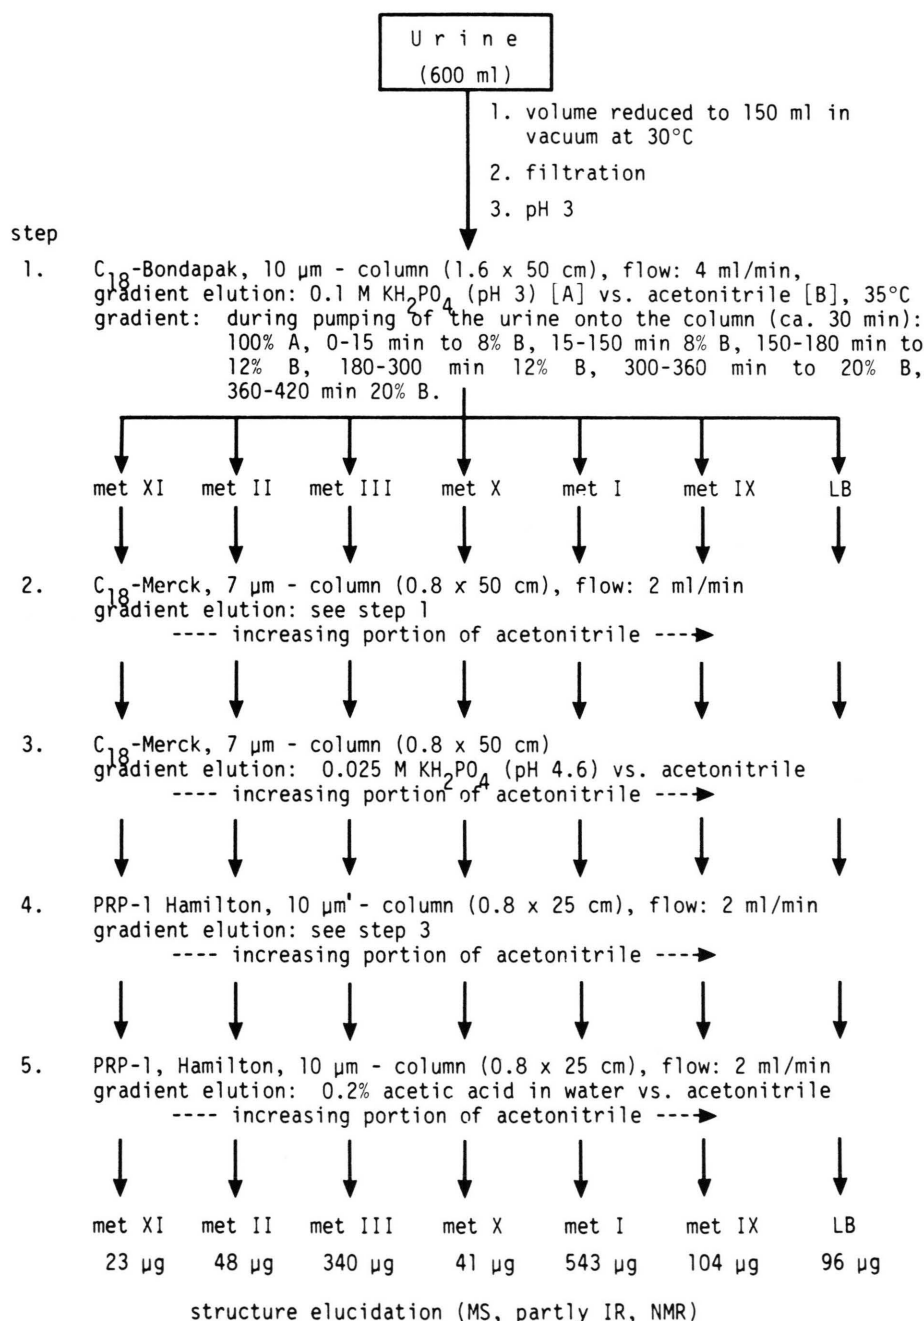 U r i n e
(600 ml)
1. volume reduced to 150 ml in
vacuum at 30°C
2. filtration
3. pH 3
step
1. C18-Bondapak, 10 µm - column (1.6 x 50 cm), flow: 4 ml/min,
gradient elution: 0.1 M KH2PO4 (pH 3) [A] vs. acetonitrile [B], 35°C
gradient: during pumping of the urine onto the column (ca. 30 min):
100% A, 0-15 min to 8% B, 15-150 min 8% B, 150-180 min to
12% B, 180-300 min 12% B, 300-360 min to 20% B,
360-420 min 20% B.
met XI met II met III met X met I met IX LB
2. C18-Merck, 7 µm - column (0.8 x 50 cm), flow: 2 ml/min
gradient elution: see step 1
---- increasing portion of acetonitrile ----
3. C18-Merck, 7 µm - column (0.8 x 50 cm)
gradient elution: 0.025 M KH2PO4 (pH 4.6) vs. acetonitrile
---- increasing portion of acetonitrile ----
4. PRP-1 Hamilton, 10 µm' - column (0.8 x 25 cm), flow: 2 ml/min
gradient elution: see step 3
---- increasing portion of acetonitrile ----
5. PRP-1, Hamilton, 10 µm - column (0.8 x 25 cm), flow: 2 ml/min
gradient elution: 0.2% acetic acid in water vs. acetonitrile
---- increasing portion of acetonitrile ----
met XI met II met III met X met I met IX LB
23 µg 48 µg 340 µg 41 µg 543 µg 104 µg 96 µg
structure elucidation (MS, partly IR, NMR)